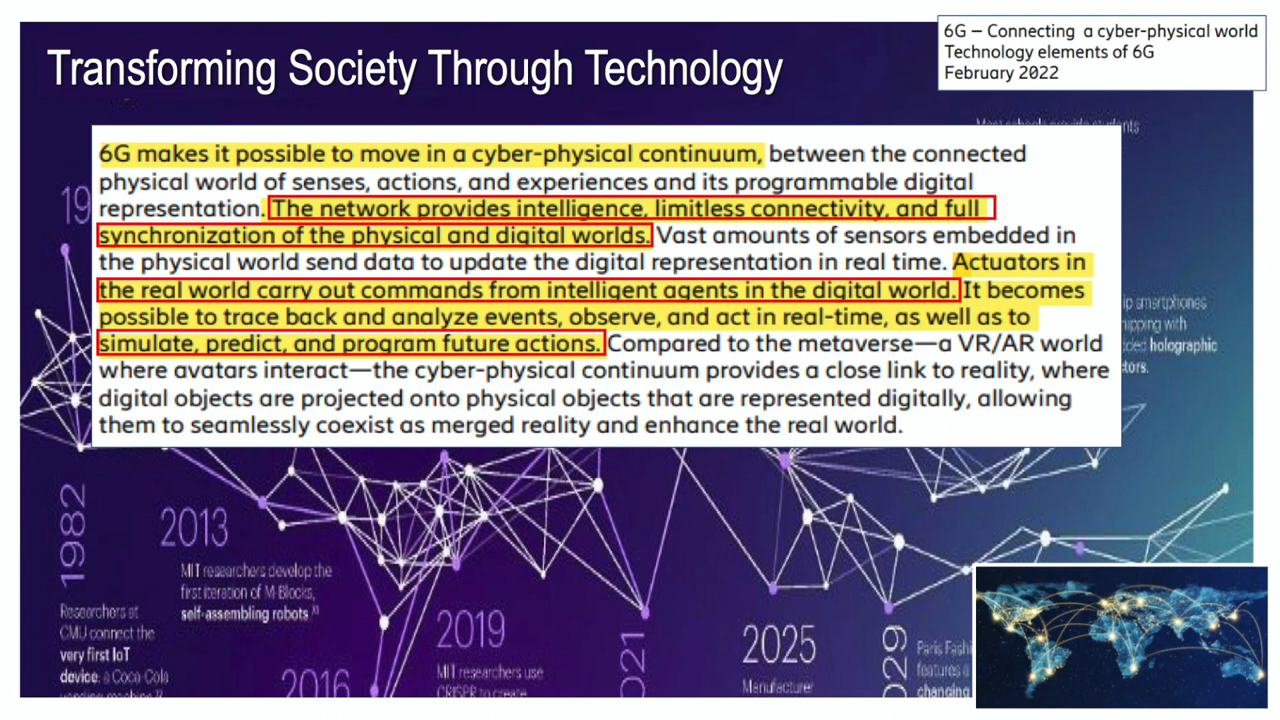 Transforming Society Through Technology
6G – Connecting a cyber-physical world
Technology elements of 6G
February 2022
6G makes it possible to move in a cyber-physical continuum, between the connected
physical world of senses, actions, and experiences and its programmable digital
representation. The network provides intelligence, limitless connectivity, and full
synchronization of the physical and digital worlds. Vast amounts of sensors embedded in
the physical world send data to update the digital representation in real time. Actuators in
the real world carry out commands from intelligent agents in the digital world. It becomes
possible to trace back and analyze events, observe, and act in real-time, as well as to
simulate, predict, and program future actions. Compared to the metaverse—a VR/AR world
where avatars interact—the cyber-physical continuum provides a close link to reality, where
digital objects are projected onto physical objects that are represented digitally, allowing
them to seamlessly coexist as merged reality and enhance the real world.
19
smartphones
with
holographic
1982
Researchers at
CMU connect the
very first IoT
device: a Coca-Cola
2013
MIT researchers develop the
first iteration of M-Blocks,
self-assembling robots.
2016
2019
MIT researchers use
CRISPR to create
021
2025
Manufacturer
029
Paris
features a
changing